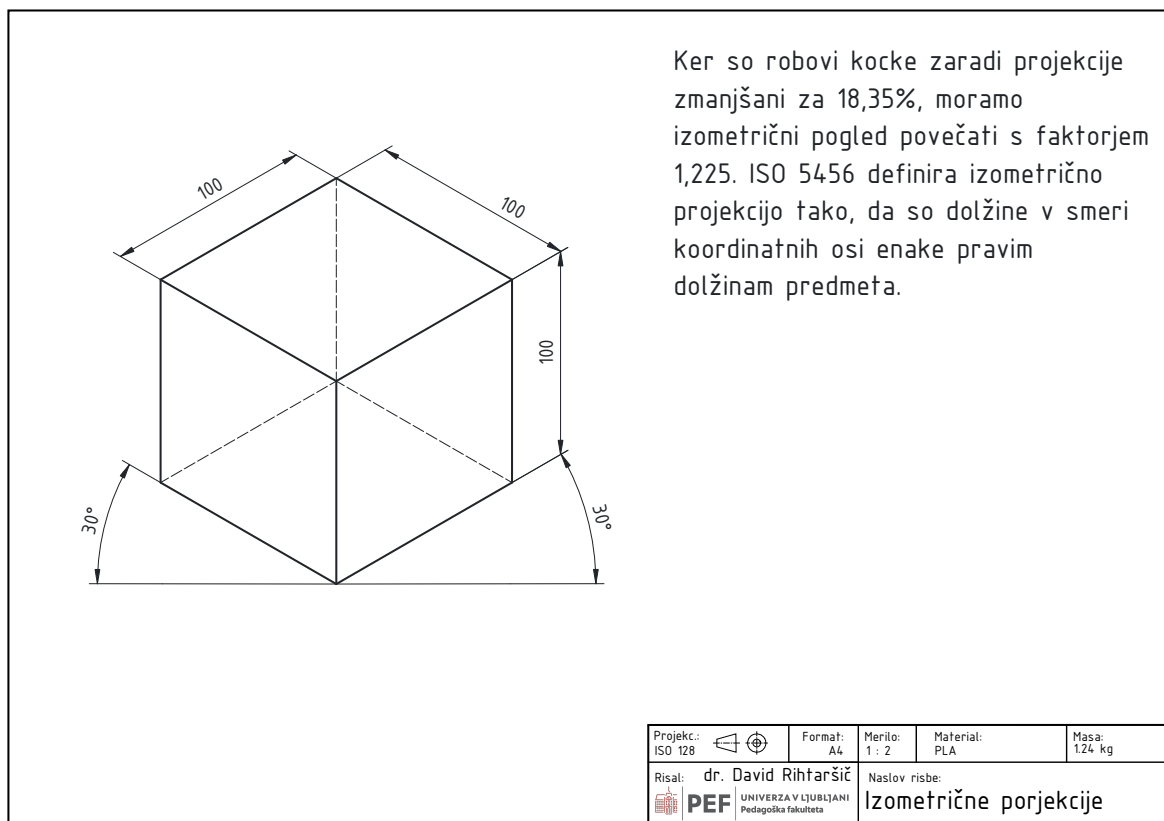 Ker so robovi kocke zaradi projekcije
zmanjšani za 18,35%, moramo
izometrični pogled povečati s faktorjem
1,225. ISO 5456 definira izometrično
projekcijo tako, da so dolžine v smeri
koordinatnih osi enake pravim
dolžinam predmeta.
100
100
100
30°
30°
Projekc.:
ISO 128
Format:
A4
Merilo:
1 : 2
Material:
PLA
Masa:
1.24 kg
Risal: dr. David Rihtaršič
PEF
UNIVERZA V LJUBLJANI
Pedagoška fakulteta
Naslov risbe:
Izometrične porjekcije